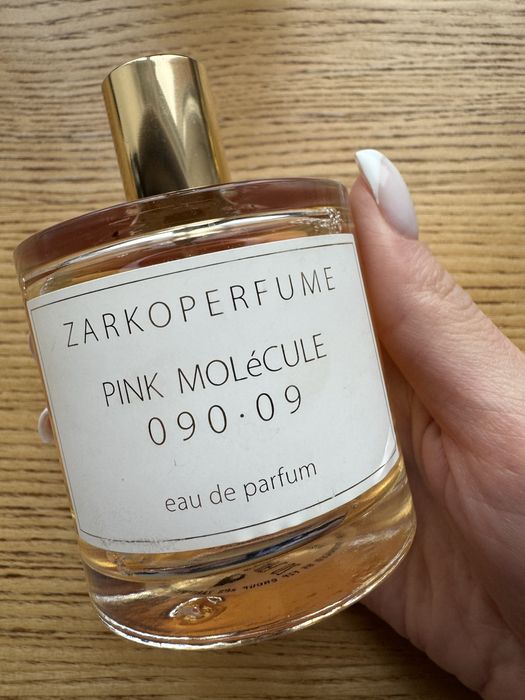 ZARKOPERFUME
PINK MOLéCULE
090·09
eau de parfum